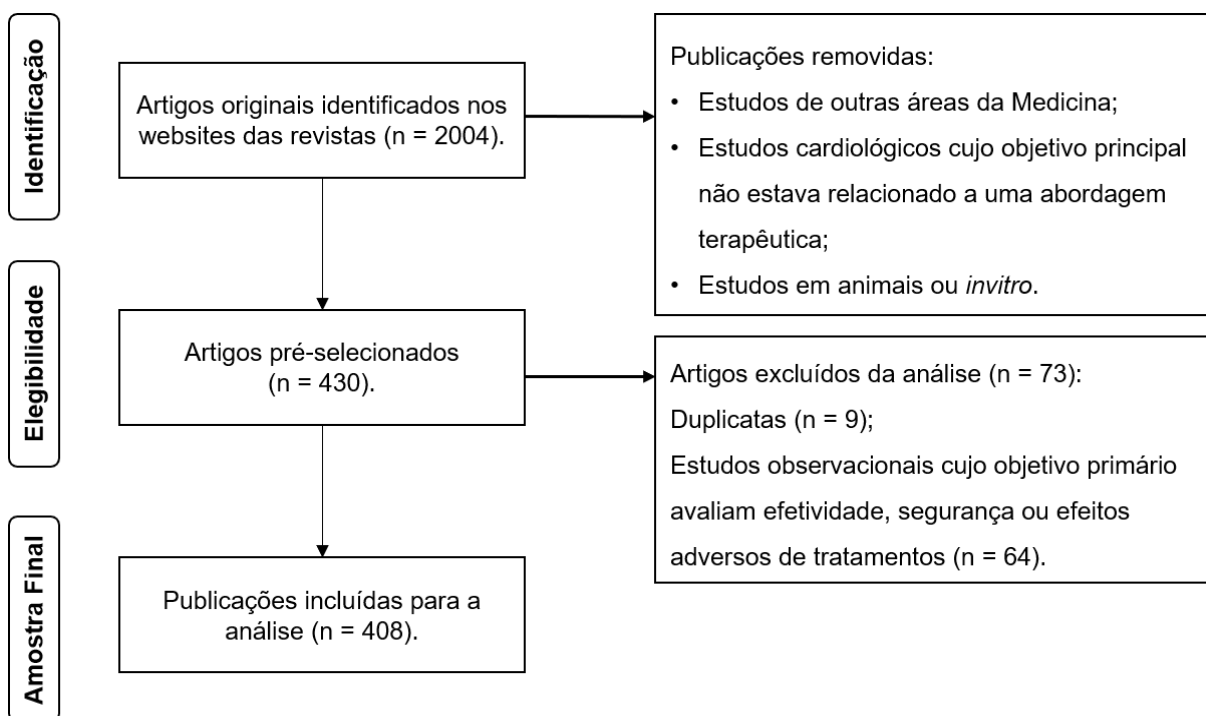 Identificação
Artigos originais identificados nos
websites das revistas (n = 2004).
Publicações removidas:
• Estudos de outras áreas da Medicina;
• Estudos cardiológicos cujo objetivo principal
não estava relacionado a uma abordagem
terapêutica;
• Estudos em animais ou invitro.
Elegibilidade
Artigos pré-selecionados
(n = 430).
Artigos excluídos da análise (n = 73):
Duplicatas (n = 9);
Estudos observacionais cujo objetivo primário
avaliam efetividade, segurança ou efeitos
adversos de tratamentos (n = 64).
Amostra Final
Publicações incluídas para a
análise (n = 408).